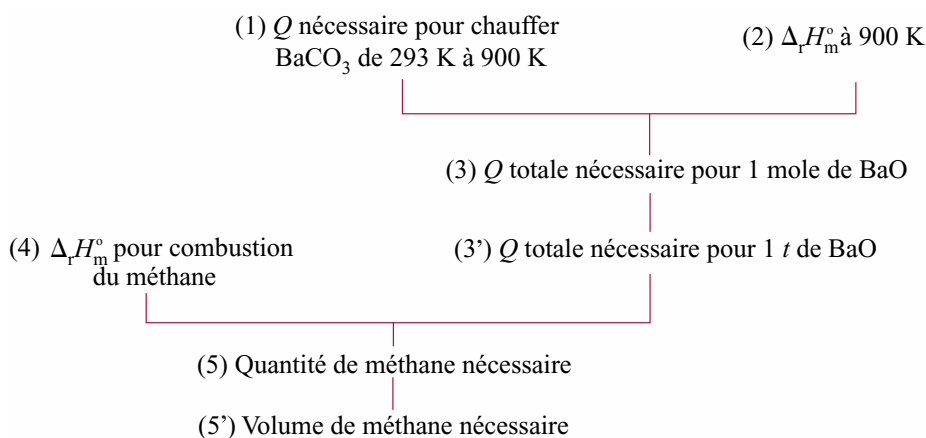 (1) Q nécessaire pour chauffer
BaCO₃ de 293 K à 900 K
(2) ΔᵣH°ₘ à 900 K
(3) Q totale nécessaire pour 1 mole de BaO
(4) ΔᵣH°ₘ pour combustion
du méthane
(3’) Q totale nécessaire pour 1 t de BaO
(5) Quantité de méthane nécessaire
(5’) Volume de méthane nécessaire